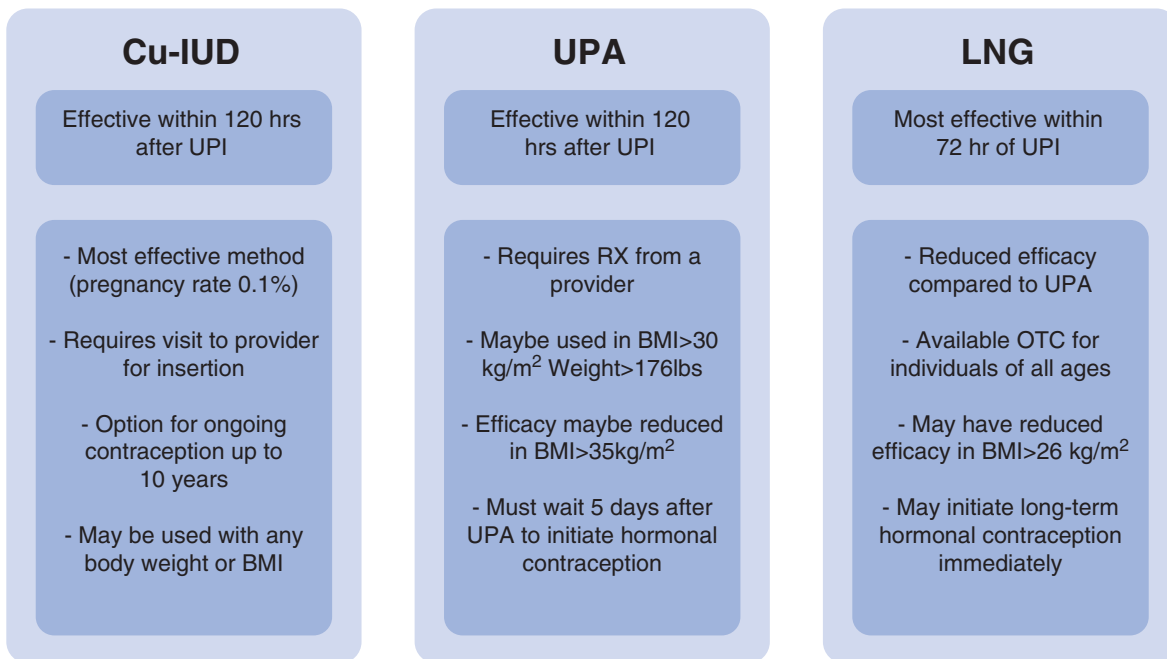 Cu-IUD
Effective within 120 hrs
after UPI
- Most effective method
(pregnancy rate 0.1%)
- Requires visit to provider
for insertion
- Option for ongoing
contraception up to
10 years
- May be used with any
body weight or BMI
UPA
Effective within 120
hrs after UPI
- Requires RX from a
provider
- Maybe used in BMI>30
kg/m² Weight>176lbs
- Efficacy maybe reduced
in BMI>35kg/m²
- Must wait 5 days after
UPA to initiate hormonal
contraception
LNG
Most effective within
72 hr of UPI
- Reduced efficacy
compared to UPA
- Available OTC for
individuals of all ages
- May have reduced
efficacy in BMI>26 kg/m²
- May initiate long-term
hormonal contraception
immediately